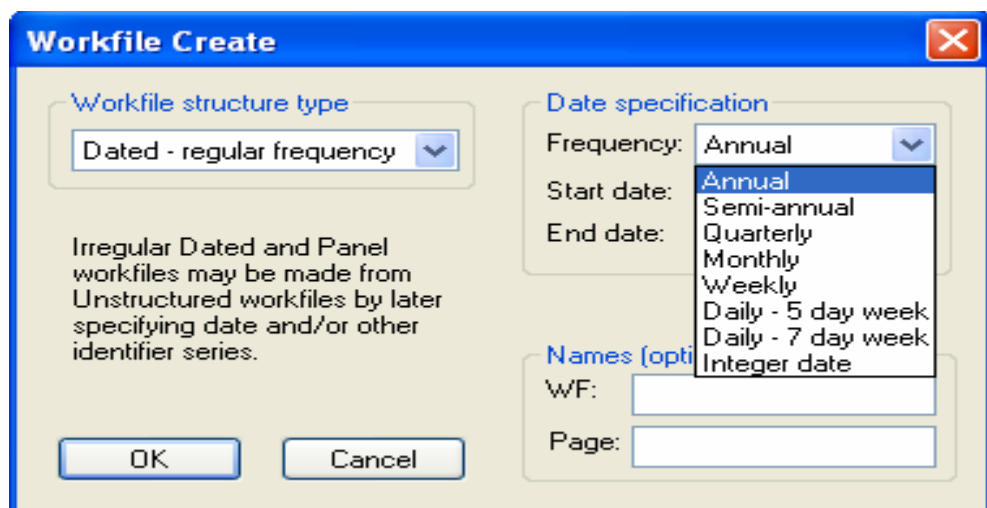 Workfile Create
Workfile structure type
Dated - regular frequency
Irregular Dated and Panel
workfiles may be made from
Unstructured workfiles by later
specifying date and/or other
identifier series.
OK
Cancel
Date specification
Frequency:
Annual
Start date:
End date:
Annual
Semi-annual
Quarterly
Monthly
Weekly
Daily - 5 day week
Daily - 7 day week
Integer date
Names (opti
WF:
Page: